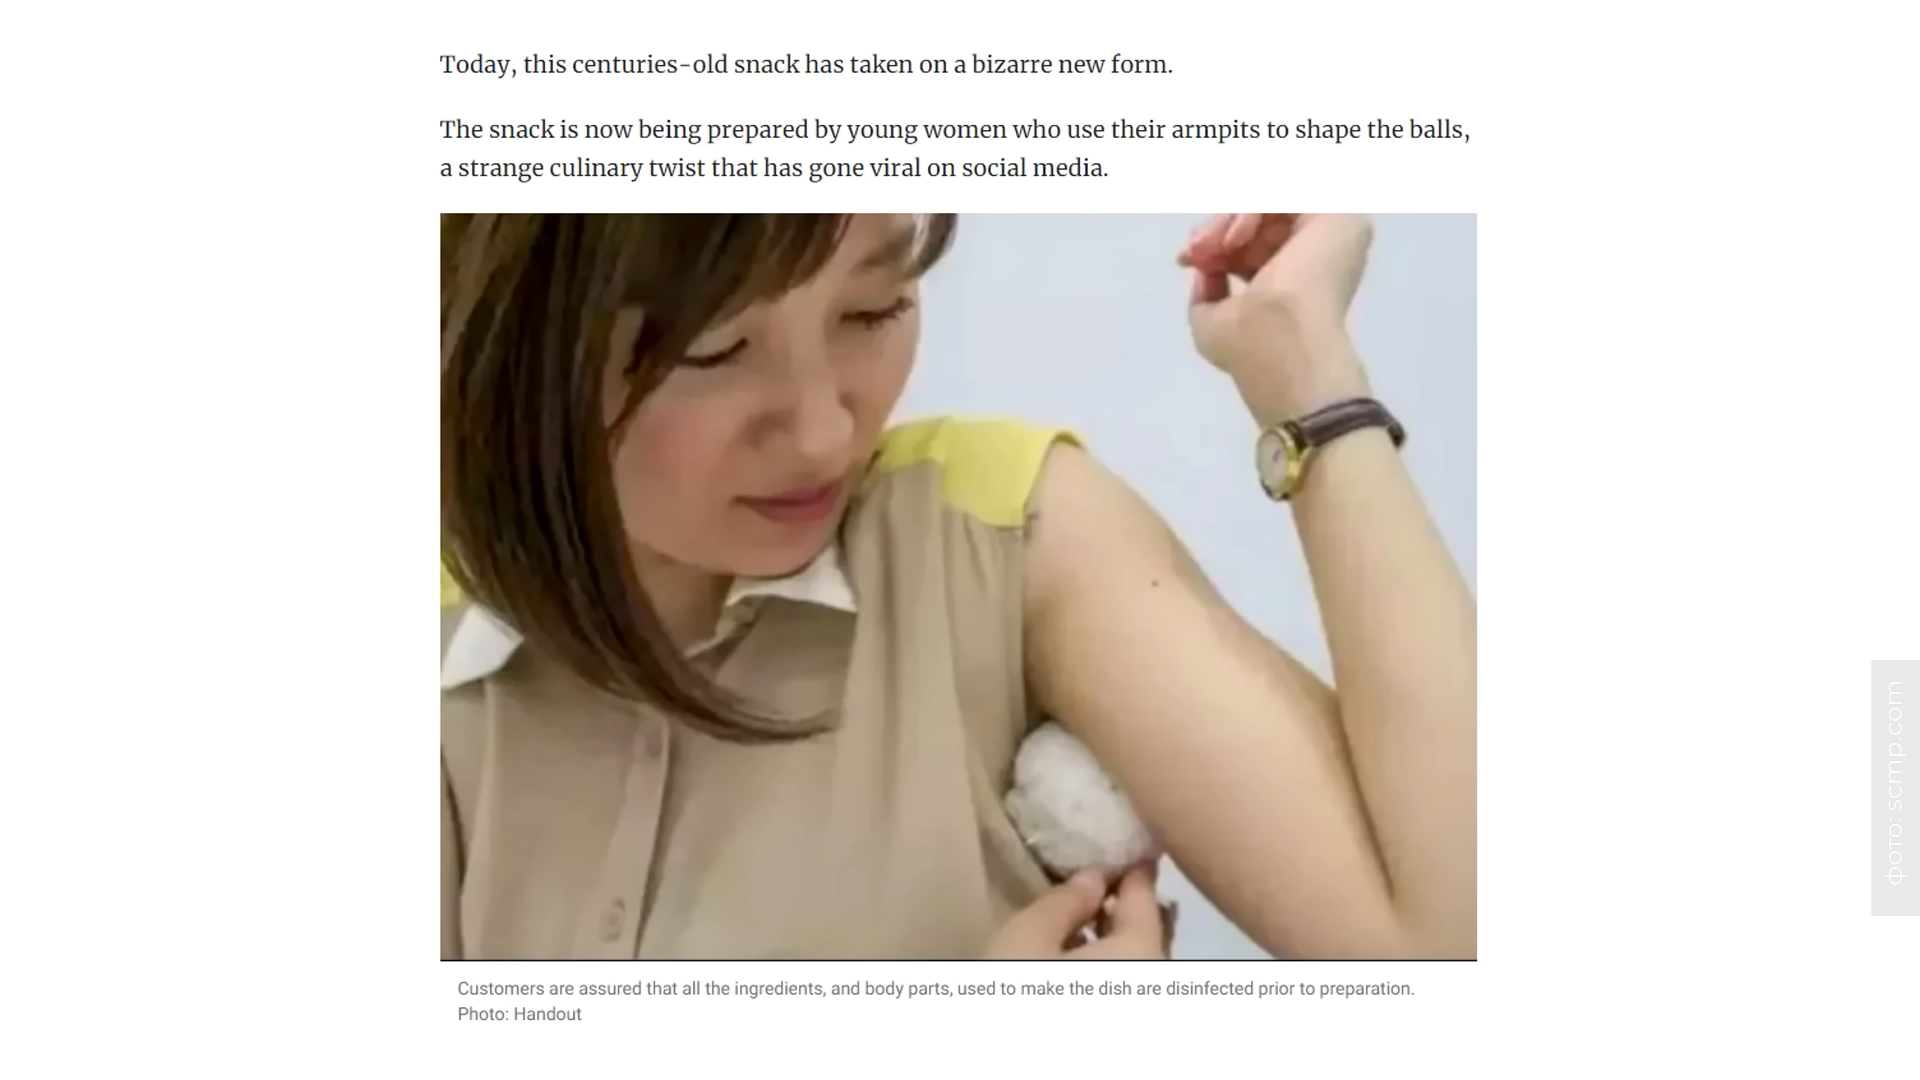 Today, this centuries-old snack has taken on a bizarre new form.
The snack is now being prepared by young women who use their armpits to shape the balls,
a strange culinary twist that has gone viral on social media.
Customers are assured that all the ingredients, and body parts, used to make the dish are disinfected prior to preparation.
Photo: Handout
фото: scmp.com